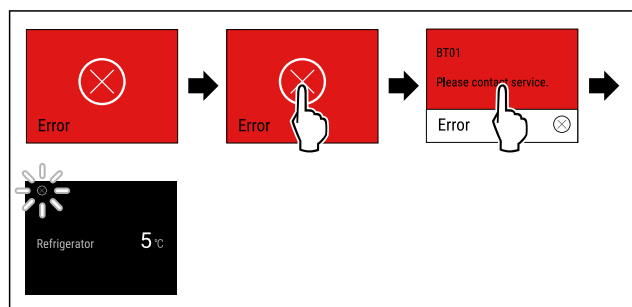 Error
Error
BT01
Please contact service.
Error
Refrigerator 5 °C